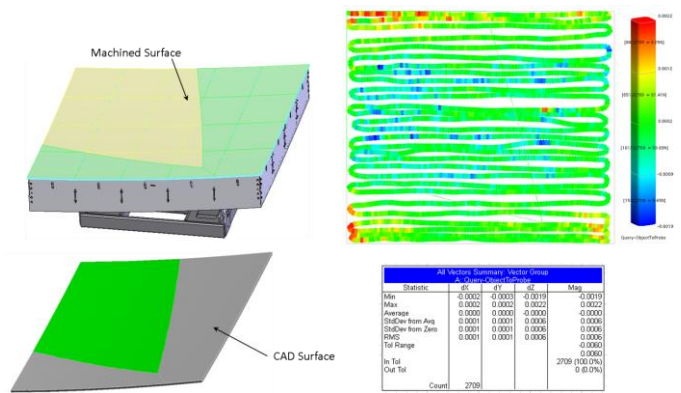 Machined Surface
0.0022
0.0012
0.0002
-0.0019
Query-ObjectToProbe
CAD Surface
All Vectors Summary: Vector Group
A: Query-ObjectToProbe
Statistic dX dY dZ Mag
Min -0.0002 -0.0003 -0.0019 -0.0019
Max 0.0002 0.0002 0.0022 0.0022
Average 0.0000 0.0000 -0.0000 -0.0000
StdDev from Avg 0.0001 0.0001 0.0006 0.0006
StdDev from Zero 0.0001 0.0001 0.0006 0.0006
RMS 0.0001 0.0001 0.0006 0.0006
Tol Range -0.0060
0.0060
In Tol 2709 (100.0%)
Out Tol 0 (0.0%)
Count 2709